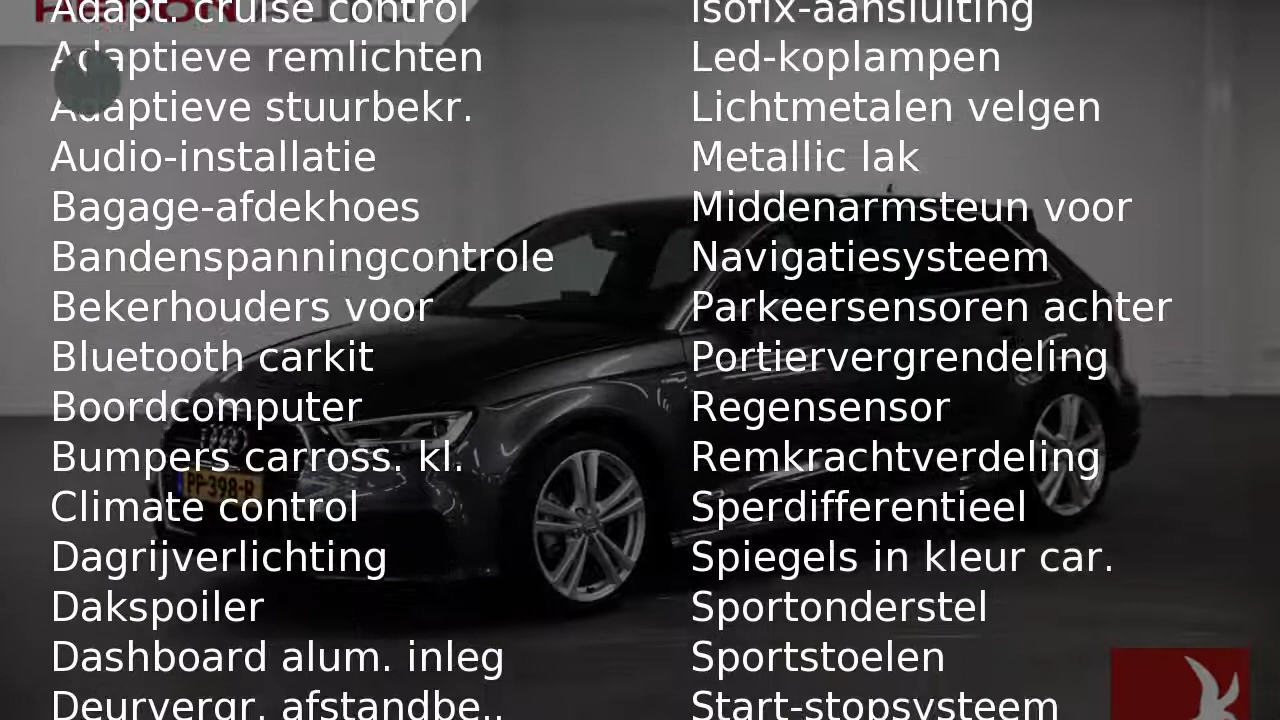 Adapt. cruise control
Adaptieve remlichten
Adaptieve stuurbekr.
Audio-installatie
Bagage-afdekhoes
Bandenspanningcontrole
Bekerhouders voor
Bluetooth carkit
Boordcomputer
Bumpers carross. kl.
Climate control
Dagrijverlichting
Dakspoiler
Dashboard alum. inleg
Deurvergr. afstandbe..
Isofix-aansluiting
Led-koplampen
Lichtmetalen velgen
Metallic lak
Middenarmsteun voor
Navigatiesysteem
Parkeersensoren achter
Portiervergrendeling
Regensensor
Remkrachtverdeling
Sperdifferentieel
Spiegels in kleur car.
Sportonderstel
Sportstoelen
Start-stopsysteem
PP-398-R